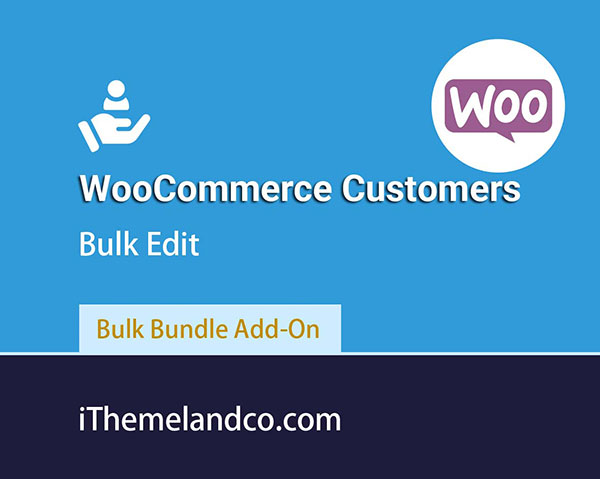 Woo
WooCommerce Customers
Bulk Edit
Bulk Bundle Add-On
iThemelandco.com